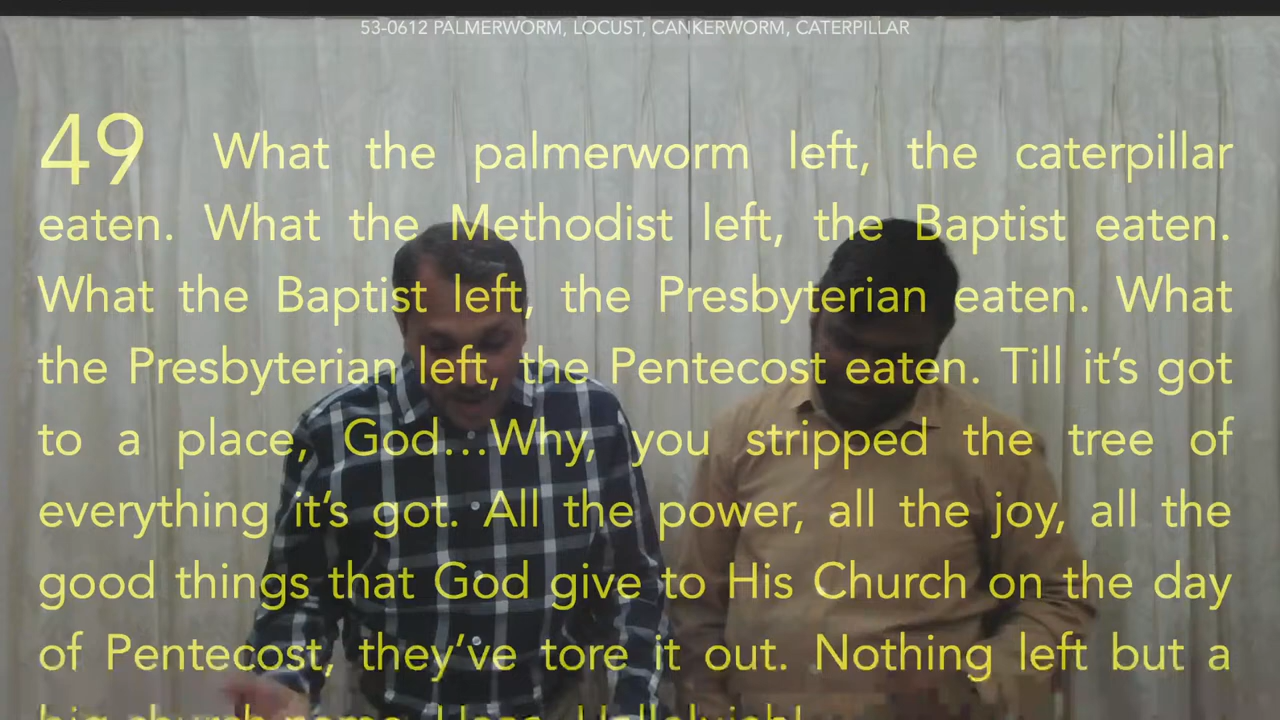 53-0612 PALMERWORM, LOCUST, CANKERWORM, CATERPILLAR
49 What the palmerworm left, the caterpillar
eaten. What the Methodist left, the Baptist eaten.
What the Baptist left, the Presbyterian eaten. What
the Presbyterian left, the Pentecost eaten. Till it’s got
to a place, God…Why, you stripped the tree of
everything it’s got. All the power, all the joy, all the
good things that God give to His Church on the day
of Pentecost, they’ve tore it out. Nothing left but a